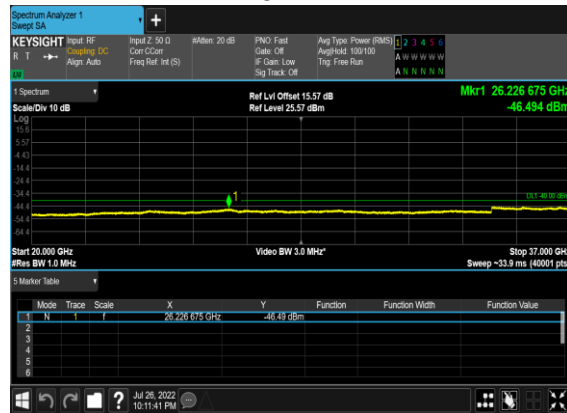 Spectrum Analyzer 1
Swept SA
KEYSIGHT Input: RF Input Z: 50 Ω #Atten: 20 dB PNO: Fast Avg Type: Power (RMS) 1 2 3 4 5 6
R T Coupling: DC Corr CCorr Gate: Off Avg|Hold: 100/100 A W W W W W
Align: Auto Freq Ref: Int (S) IF Gain: Low Trig: Free Run
Sig Track: Off A N N N N N
1 Spectrum Ref Lvl Offset 15.57 dB Mkr1 26.226 675 GHz
Scale/Div 10 dB Ref Level 25.57 dBm -46.494 dBm
Log
15.6
5.57
-4.43
-14.4
-24.4
-34.4
1
DL1 -40.00 dBm
-44.4
-54.4
-64.4
Start 20.000 GHz Video BW 3.0 MHz* Stop 37.000 GHz
#Res BW 1.0 MHz Sweep ~33.9 ms (40001 pts)
5 Marker Table
Mode Trace Scale X Y Function Function Width Function Value
1 N 1 f 26.226 675 GHz -46.49 dBm
2
3
4
5
6
? Jul 26, 2022
10:11:41 PM